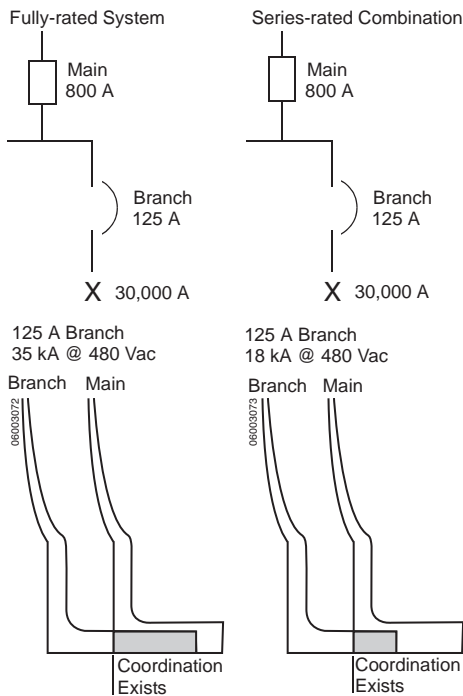 Fully-rated System
Main
800 A
Branch
125 A
X 30,000 A
125 A Branch
35 kA @ 480 Vac
Branch Main
06003072
Coordination
Exists
Series-rated Combination
Main
800 A
Branch
125 A
X 30,000 A
125 A Branch
18 kA @ 480 Vac
Branch Main
06003073
Coordination
Exists